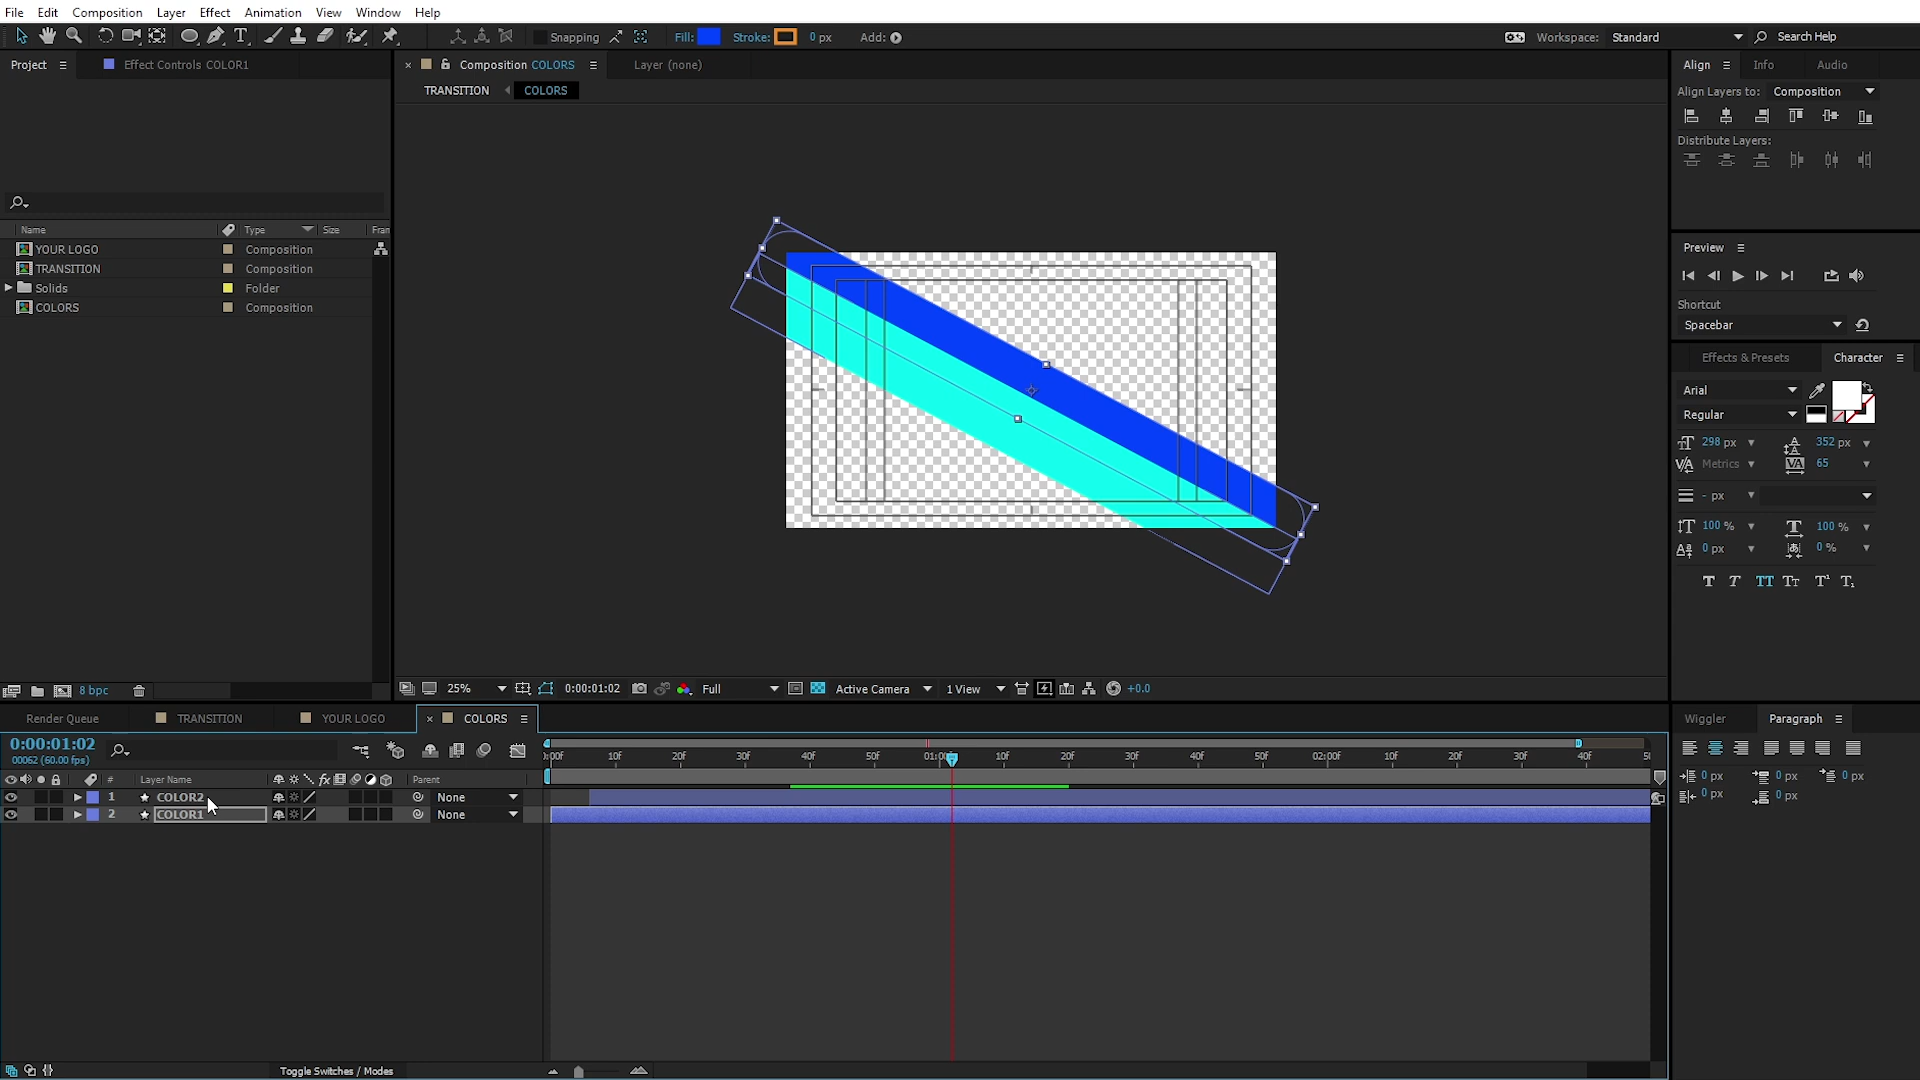 File Edit Composition Layer Effect Animation View Window Help
Snapping Fill: Stroke: 0 px Add: Workspace: Standard Search Help
Project Effect Controls COLOR1 Composition COLORS Layer (none) Align Info Audio
TRANSITION COLORS
Align Layers to: Composition
Distribute Layers:
Name Type Size Fran
YOUR LOGO Composition
TRANSITION Composition
Solids Folder
COLORS Composition
Preview
Shortcut
Spacebar
Effects & Presets Character
Arial
Regular
298 px 352 px
Metrics 65
- px
100 % 100 %
0 px 0 %
8 bpc 25% 0:00:01:02 Full Active Camera 1 View +0.0
Render Queue TRANSITION YOUR LOGO COLORS
Wiggler Paragraph
0:00:01:02
00062 (60.00 fps)
):00F 10F 20F 30F 40F 50F 01:00F 10F 20F 30F 40F 50F 02:00F 10F 20F 30F 40F 5(
# Layer Name Parent
1 COLOR2 None
2 COLOR1 None
0 px 0 px 0 px
0 px 0 px
Toggle Switches / Modes